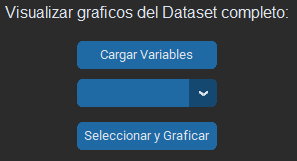 Visualizar graficos del Dataset completo:
Cargar Variables
Seleccionar y Graficar